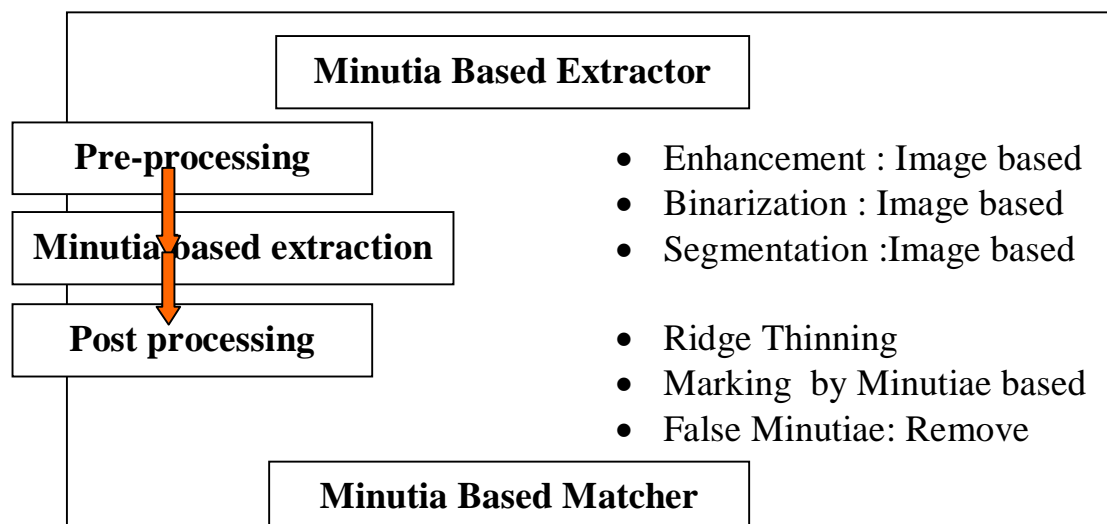 Minutia Based Extractor
Pre-processing
Minutia based extraction
Post processing
• Enhancement : Image based
• Binarization : Image based
• Segmentation :Image based
• Ridge Thinning
• Marking  by Minutiae based
• False Minutiae: Remove
Minutia Based Matcher